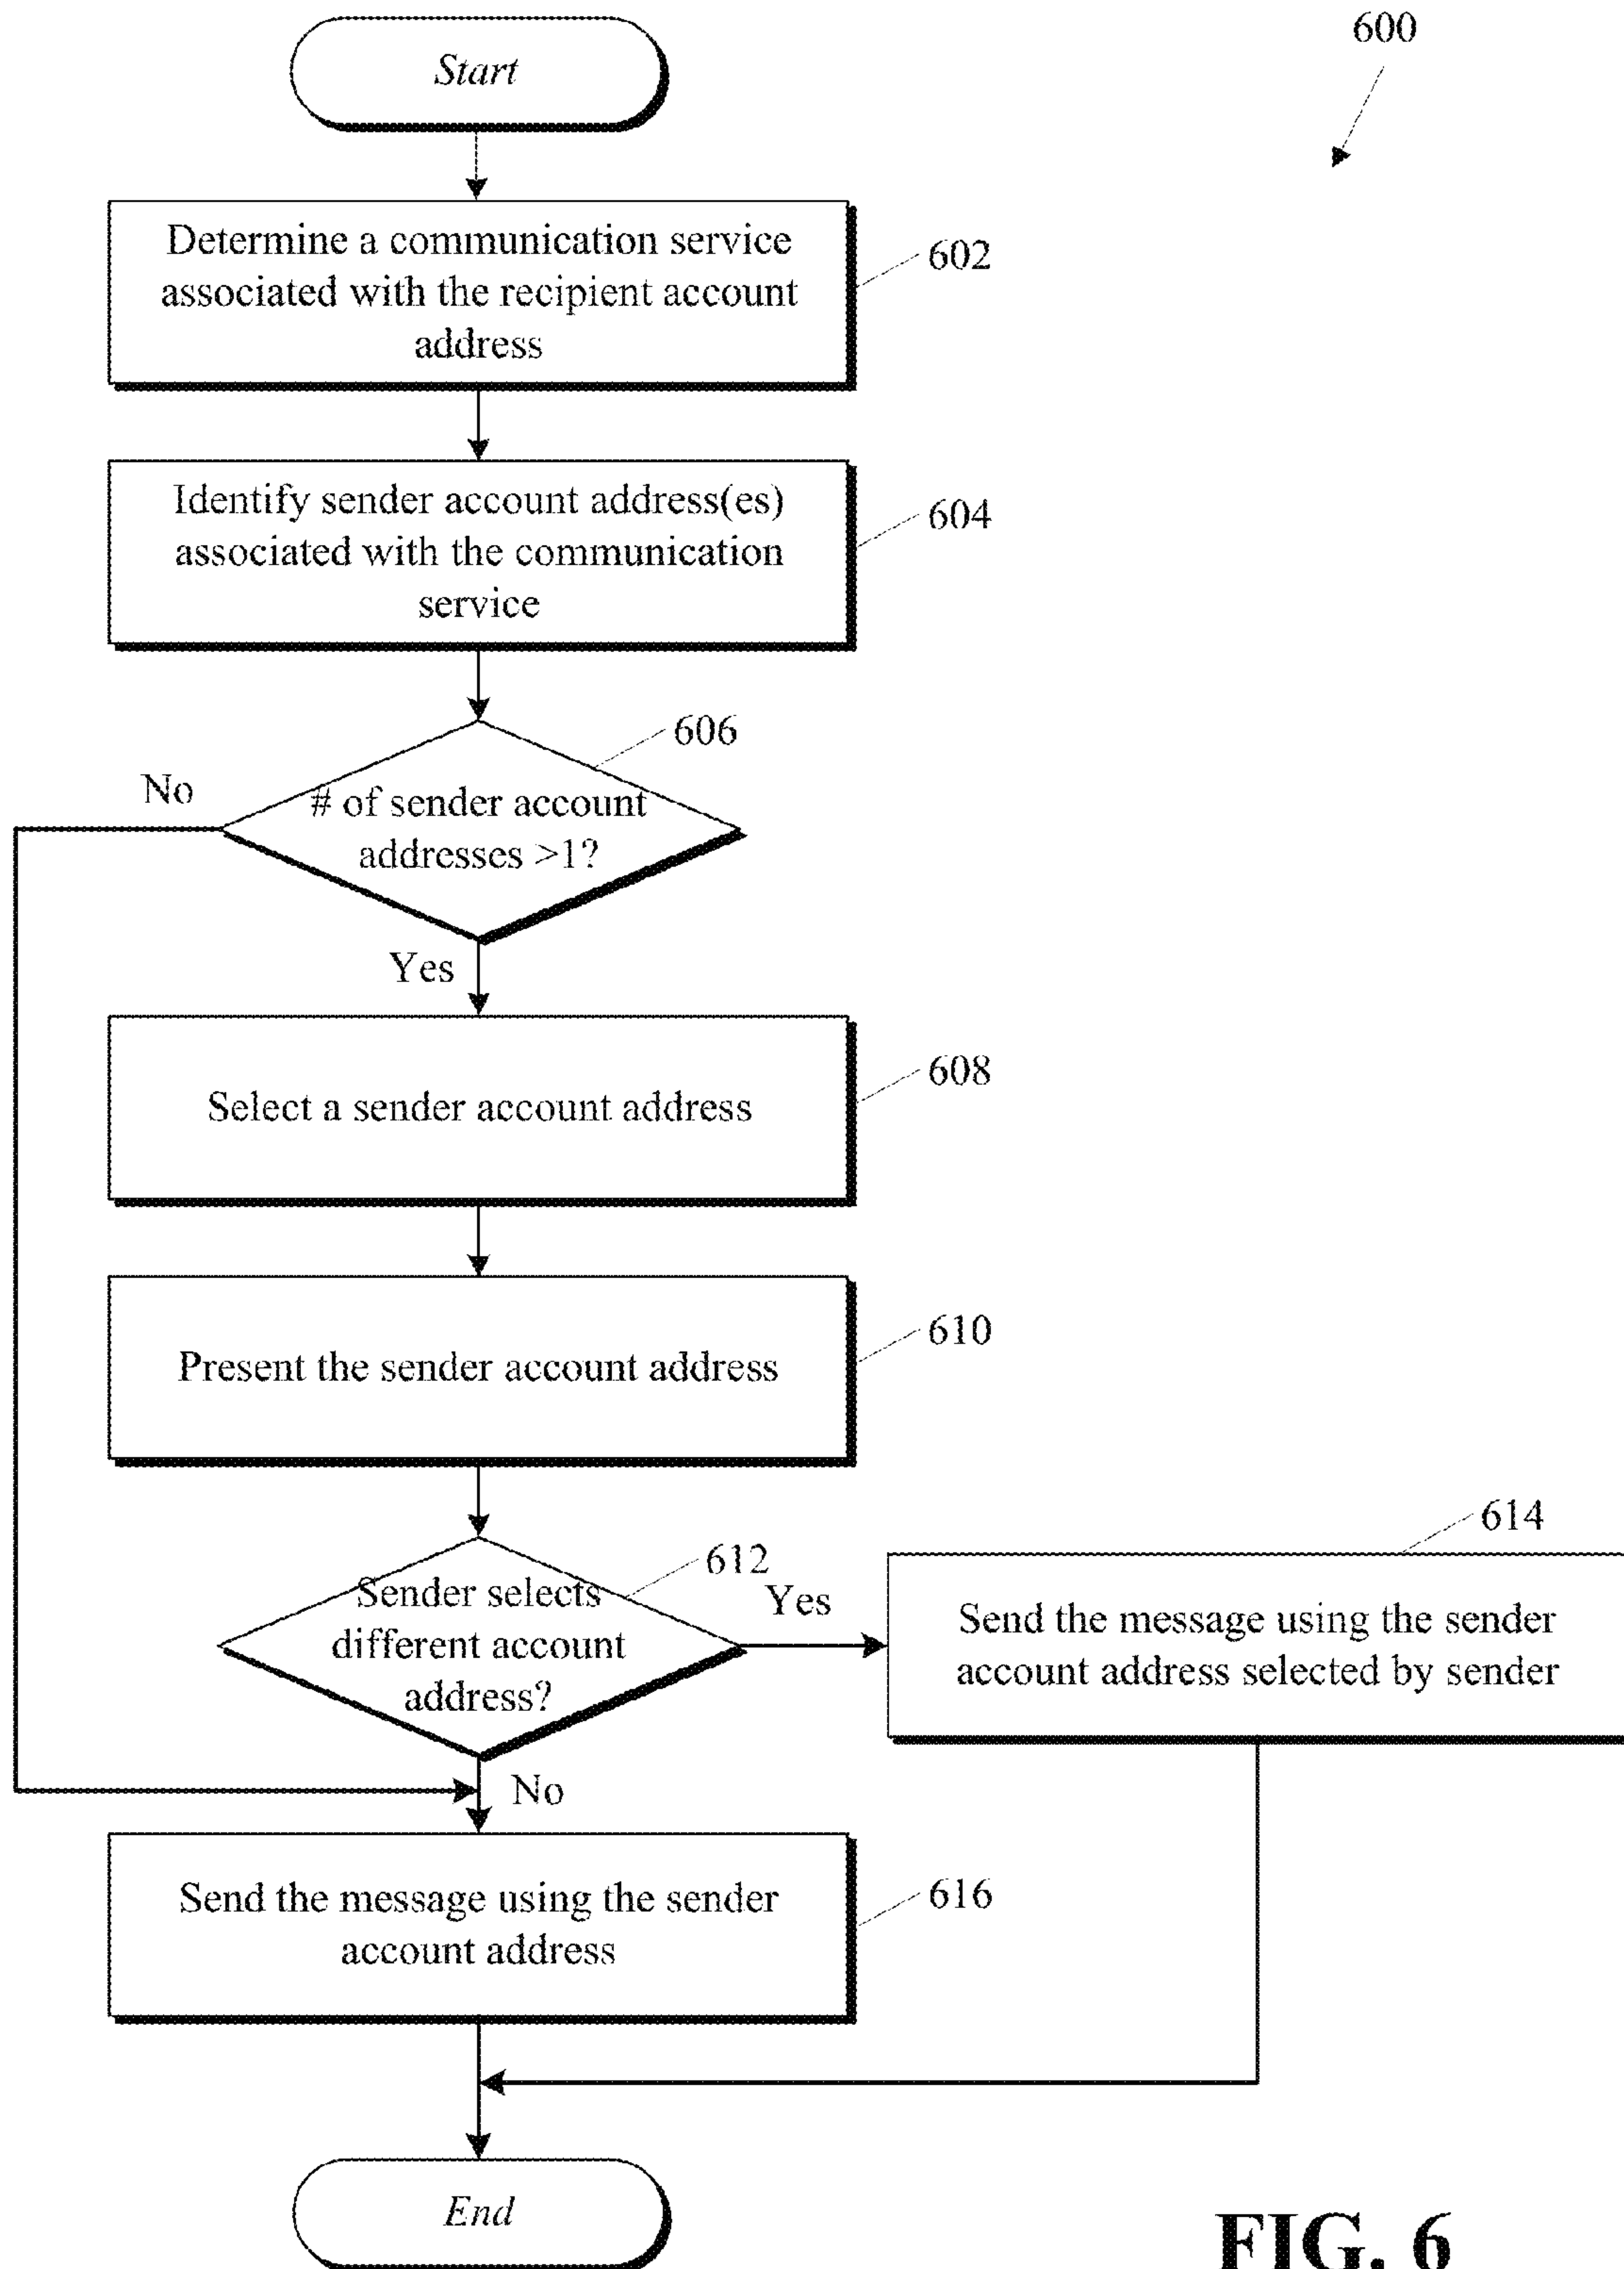 Start
600
Determine a communication service
associated with the recipient account
address
602
Identify sender account address(es)
associated with the communication
service
604
606
No
# of sender account
addresses >1?
Yes
Select a sender account address
608
Present the sender account address
610
612
Sender selects
different account
address?
Yes
614
Send the message using the sender
account address selected by sender
No
Send the message using the sender
account address
616
End
FIG. 6